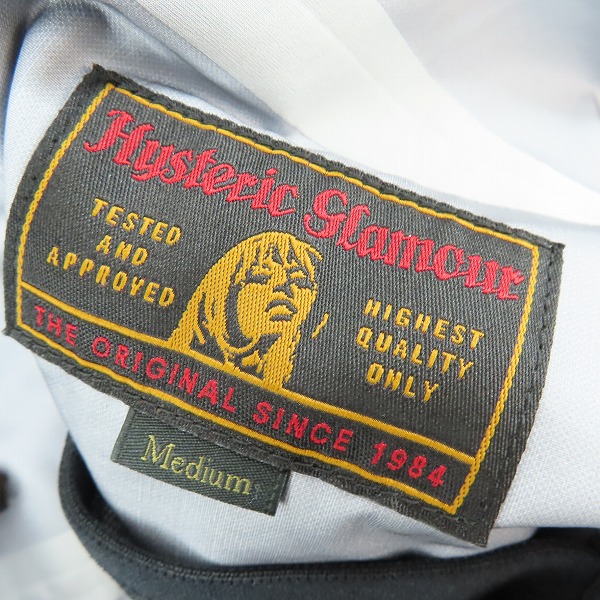 Hysteric Glamour
TESTED
AND
APPROVED
HIGHEST
QUALITY
ONLY
THE ORIGINAL SINCE 1984
Medium